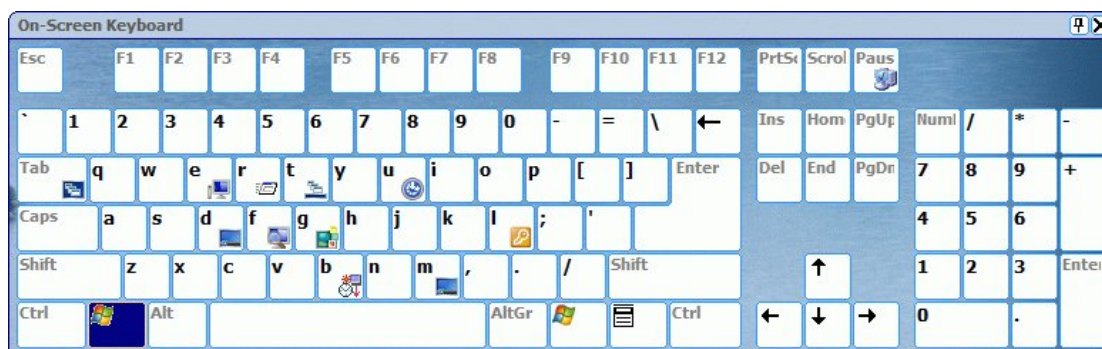 On-Screen Keyboard
Esc F1 F2 F3 F4 F5 F6 F7 F8 F9 F10 F11 F12 PrtSc Scrol Paus
` 1 2 3 4 5 6 7 8 9 0 - = \ ← Ins Hom PgUp Numl / * -
Tab q w e r t y u i o p [ ] Enter Del End PgDn 7 8 9 +
Caps a s d f g h j k l ; ' 4 5 6
Shift z x c v b n m , . / Shift ↑ 1 2 3 Enter
Ctrl Alt AltGr Ctrl ← ↓ → 0 .